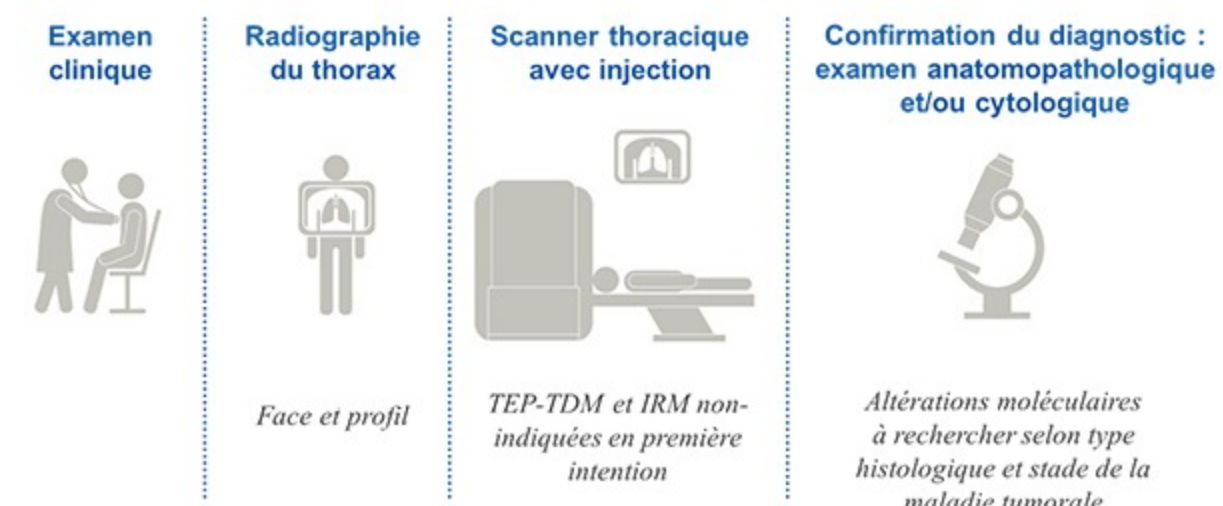 Examen
clinique
Radiographie
du thorax
Scanner thoracique
avec injection
Confirmation du diagnostic :
examen anatomopathologique
et/ou cytologique
Face et profil
TEP-TDM et IRM non-
indiquées en première
intention
Altérations moléculaires
à rechercher selon type
histologique et stade de la
maladie tumorale